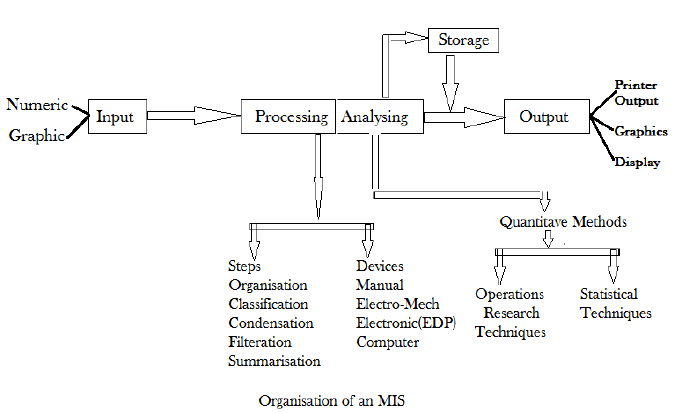 Storage
Numeric
Graphic
Input
Processing
Analysing
Output
Printer
Output
Graphics
Display
Quantitave Methods
Steps
Organisation
Classification
Condensation
Filteration
Summarisation
Devices
Manual
Electro-Mech
Electronic(EDP)
Computer
Operations
Research
Techniques
Statistical
Techniques
Organisation of an MIS